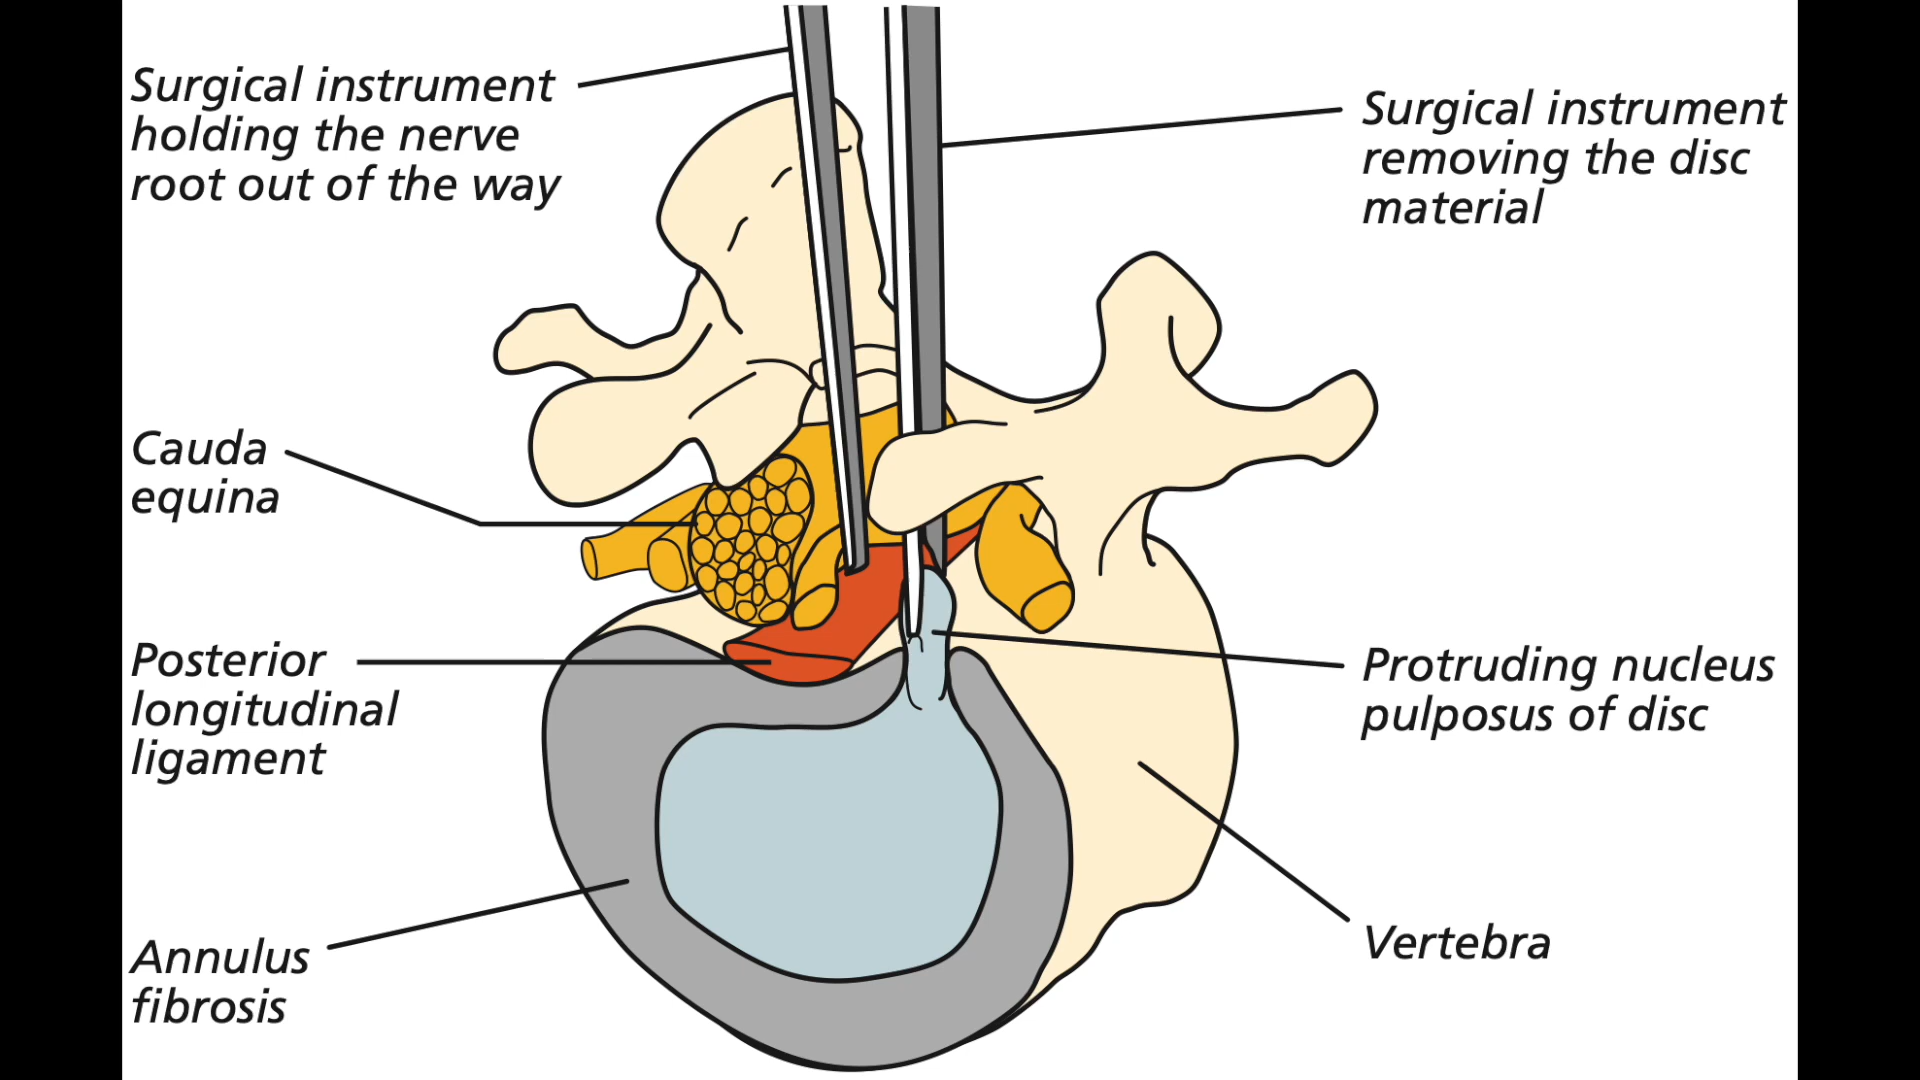 Surgical instrument
holding the nerve
root out of the way
Surgical instrument
removing the disc
material
Cauda
equina
Posterior
longitudinal
ligament
Protruding nucleus
pulposus of disc
Annulus
fibrosis
Vertebra